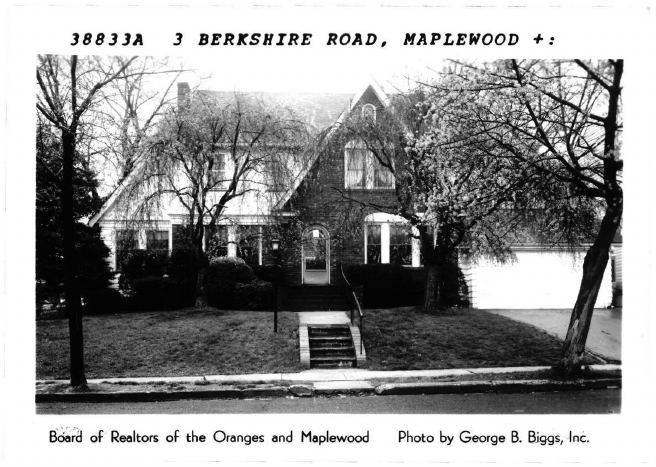 38833A 3 BERKSHIRE ROAD, MAPLEWOOD +:
Board of Realtors of the Oranges and Maplewood Photo by George B. Biggs, Inc.